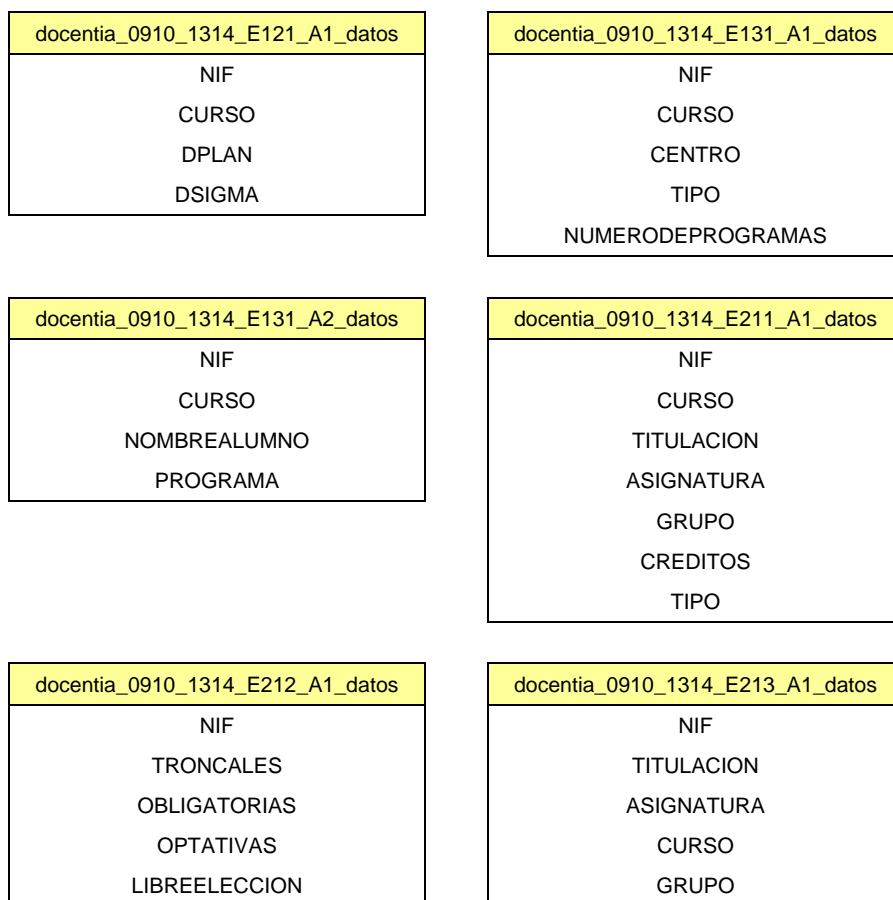 docentia_0910_1314_E121_A1_datos
NIF
CURSO
DPLAN
DSIGMA
docentia_0910_1314_E131_A1_datos
NIF
CURSO
CENTRO
TIPO
NUMERODEPROGRAMAS
docentia_0910_1314_E131_A2_datos
NIF
CURSO
NOMBREALUMNO
PROGRAMA
docentia_0910_1314_E211_A1_datos
NIF
CURSO
TITULACION
ASIGNATURA
GRUPO
CREDITOS
TIPO
docentia_0910_1314_E212_A1_datos
NIF
TRONCALES
OBLIGATORIAS
OPTATIVAS
LIBREELECCION
docentia_0910_1314_E213_A1_datos
NIF
TITULACION
ASIGNATURA
CURSO
GRUPO